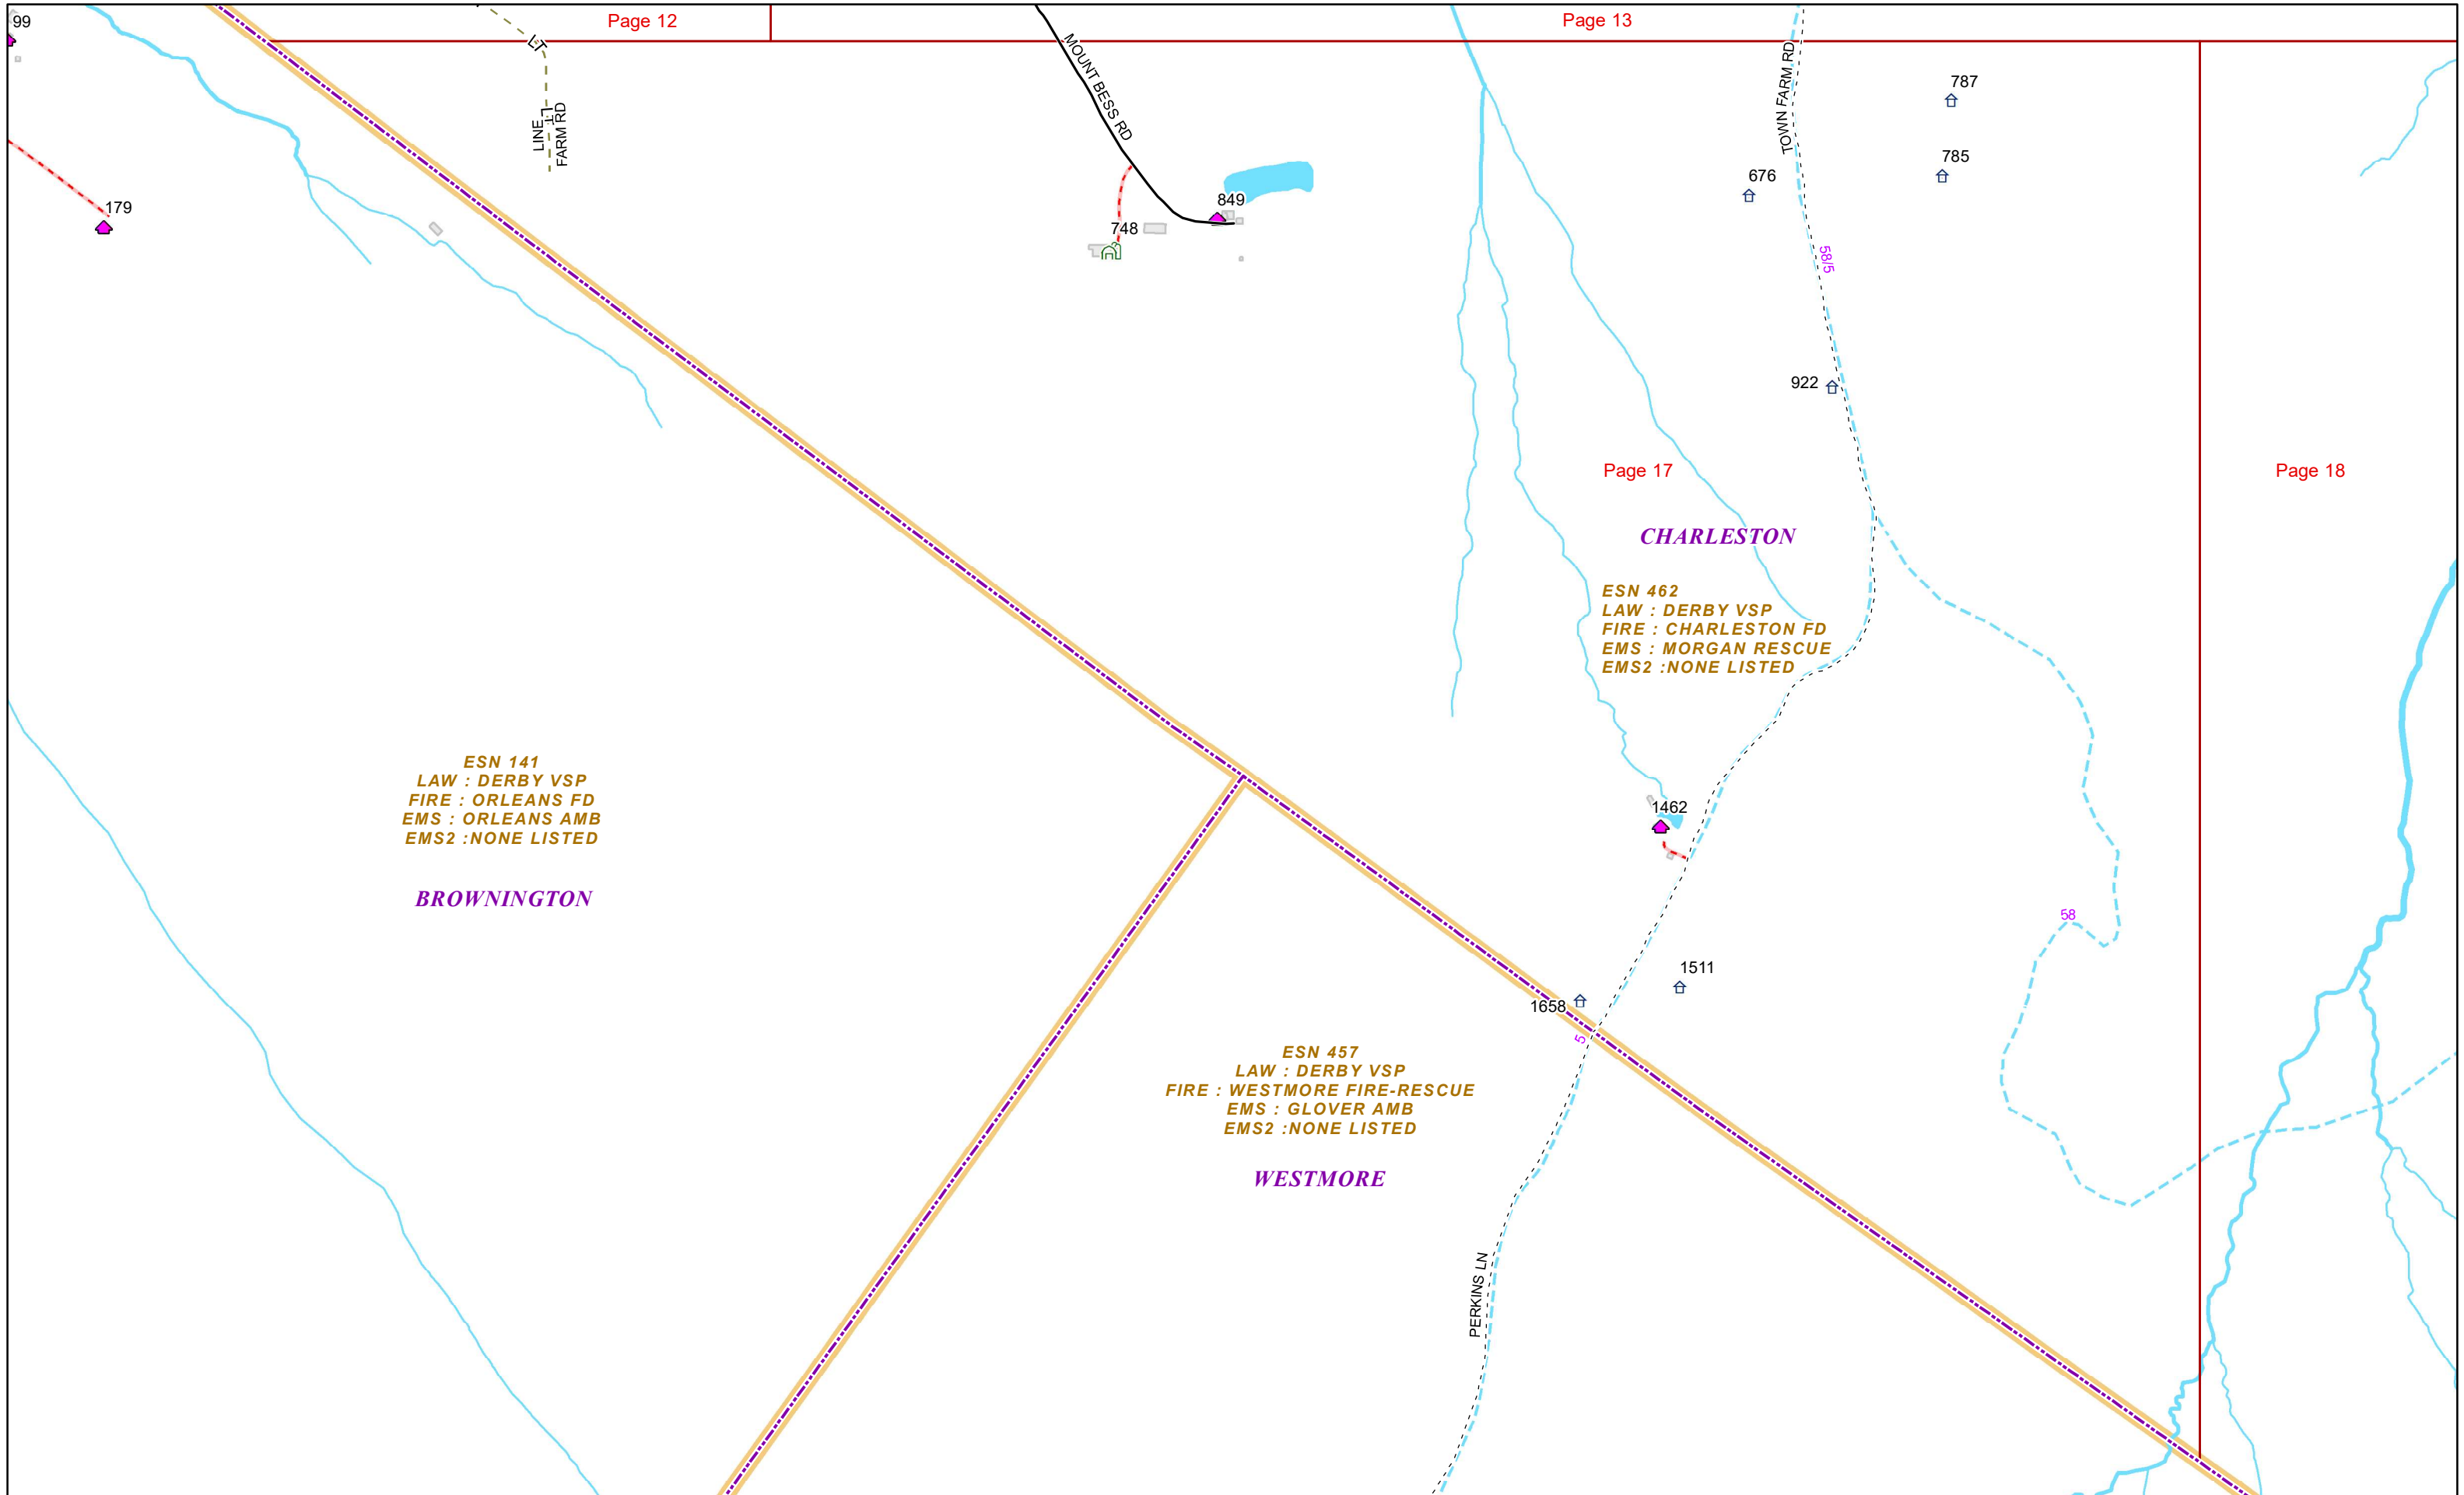 99
Page 12
Page 13
LT
MOUNT BESS RD
TOWN FARM RD
787
LT
LINE
FARM RD
785
676
179
849
748
58/5
922
Page 17
Page 18
CHARLESTON
ESN 462
LAW : DERBY VSP
FIRE : CHARLESTON FD
EMS : MORGAN RESCUE
EMS2 :NONE LISTED
ESN 141
LAW : DERBY VSP
FIRE : ORLEANS FD
EMS : ORLEANS AMB
EMS2 :NONE LISTED
1462
BROWNINGTON
58
1511
1658
5
ESN 457
LAW : DERBY VSP
FIRE : WESTMORE FIRE-RESCUE
EMS : GLOVER AMB
EMS2 :NONE LISTED
WESTMORE
PERKINS LN